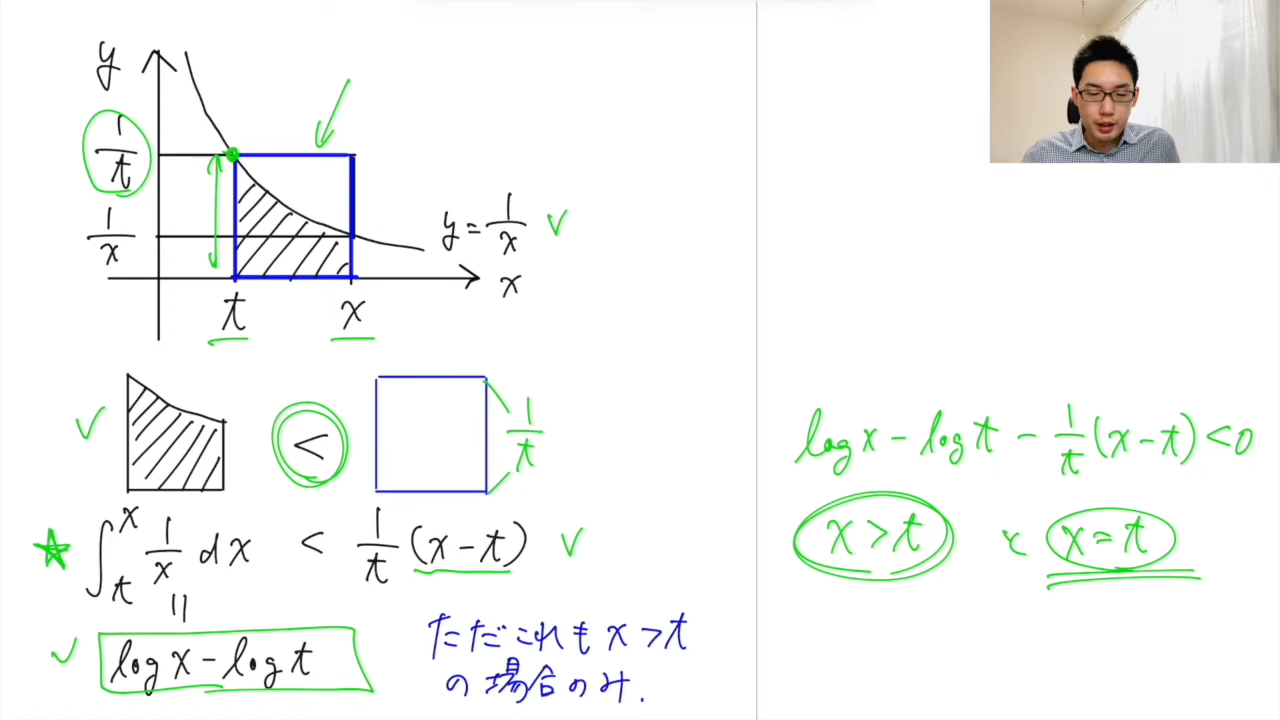 y
1/t
1/x
y = 1/x ✓
x
t x
✓ < 1/t
★ ∫_t^x 1/x dx < 1/t (x − t) ✓
||
✓ log x − log t
ただこれも x > t
の場合のみ.
log x − log t − 1/t (x − t) < 0
x > t と x = t